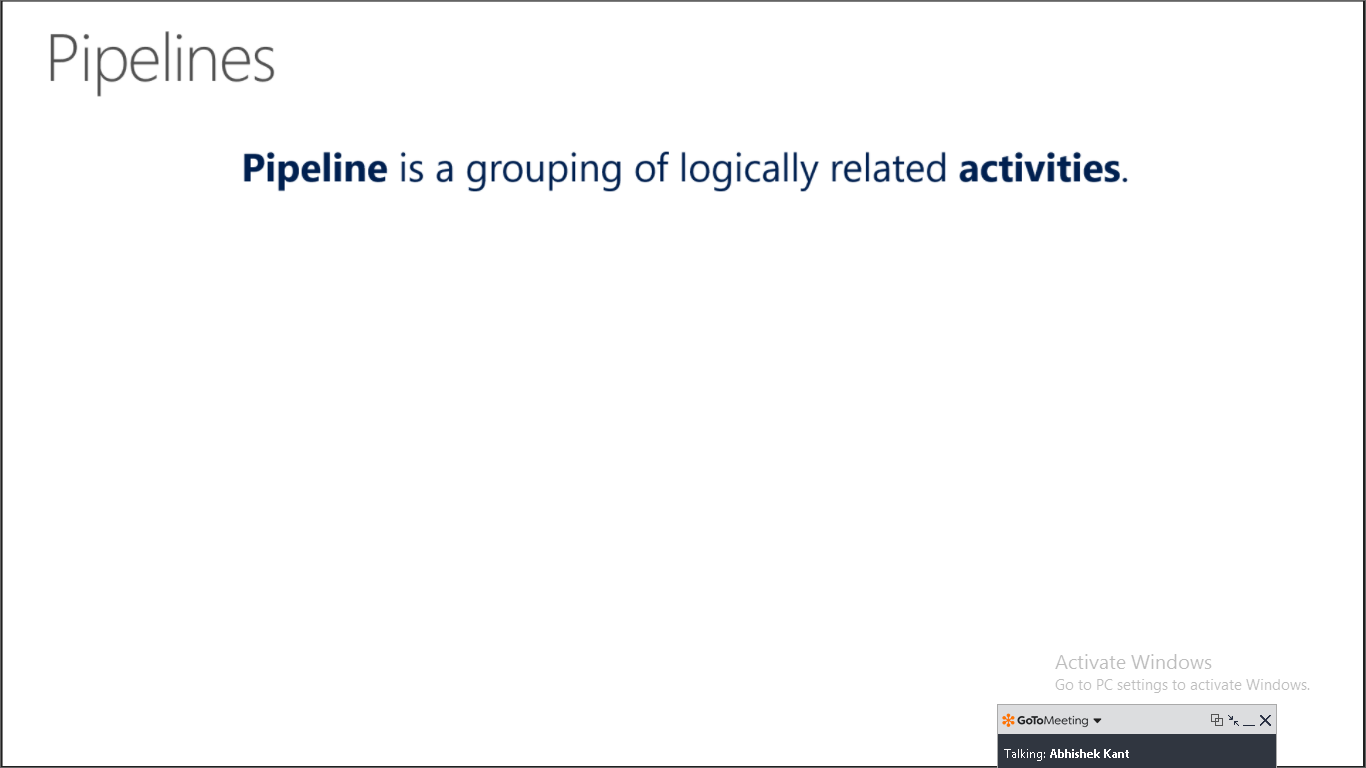 Pipelines
Pipeline is a grouping of logically related activities.
Activate Windows
Go to PC settings to activate Windows.
GoToMeeting
Talking: Abhishek Kant